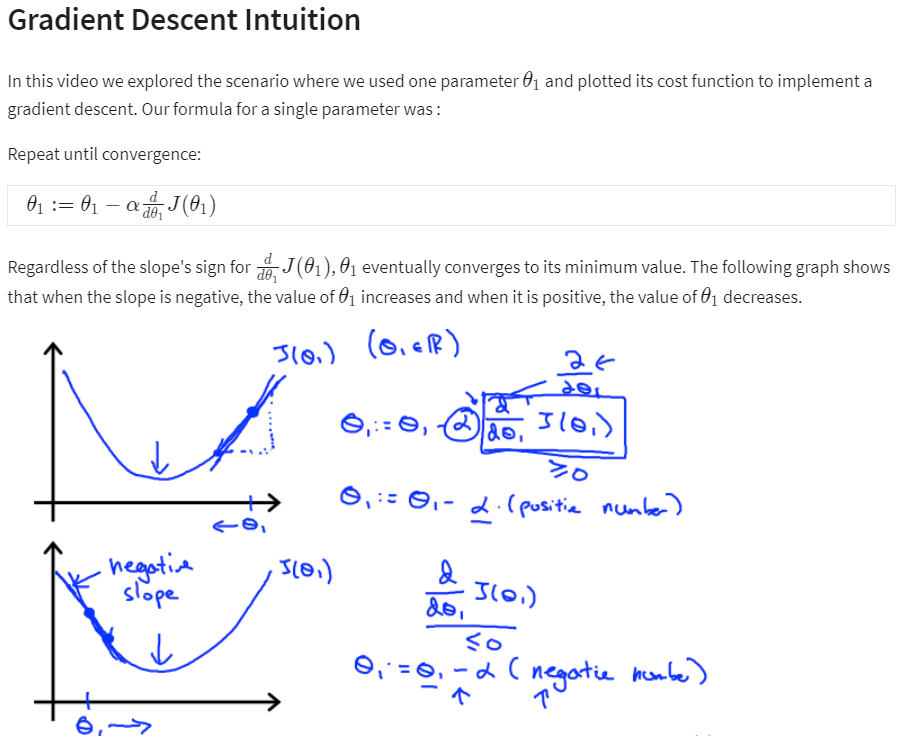 Gradient Descent Intuition
In this video we explored the scenario where we used one parameter θ₁ and plotted its cost function to implement a
gradient descent. Our formula for a single parameter was :
Repeat until convergence:
θ₁ := θ₁ − α d/dθ₁ J(θ₁)
Regardless of the slope's sign for d/dθ₁ J(θ₁), θ₁ eventually converges to its minimum value. The following graph shows
that when the slope is negative, the value of θ₁ increases and when it is positive, the value of θ₁ decreases.
J(θ₁) (θ₁ ∈ ℝ)
∂/∂θ₁ ←
θ₁ := θ₁ - α d/dθ₁ J(θ₁)
≥ 0
θ₁ := θ₁ - α · (positie number)
← θ₁
negative
slope
J(θ₁)
d/dθ₁ J(θ₁)
≤ 0
θ₁ := θ₁ - α (negatie numbe)
θ₁ →